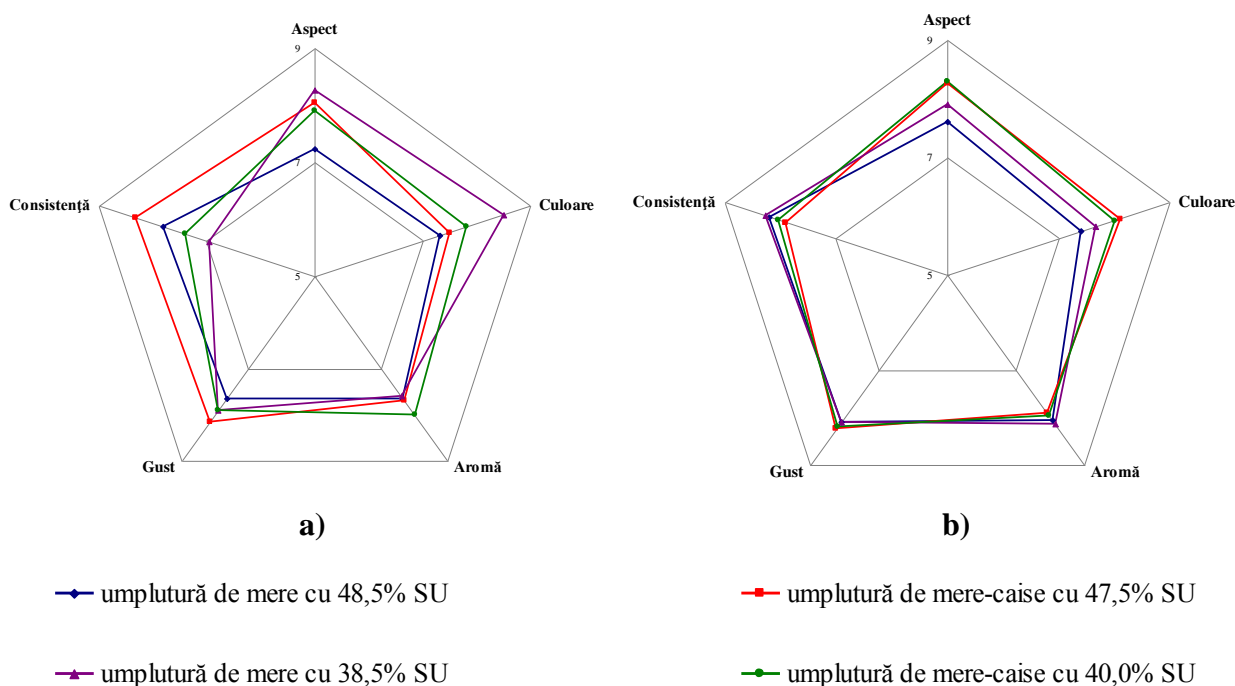 Aspect
9
7
5
Consistenţă
Culoare
Gust
Aromă
a)
Aspect
9
7
5
Consistenţă
Culoare
Gust
Aromă
b)
umplutură de mere cu 48,5% SU
umplutură de mere-caise cu 47,5% SU
umplutură de mere cu 38,5% SU
umplutură de mere-caise cu 40,0% SU